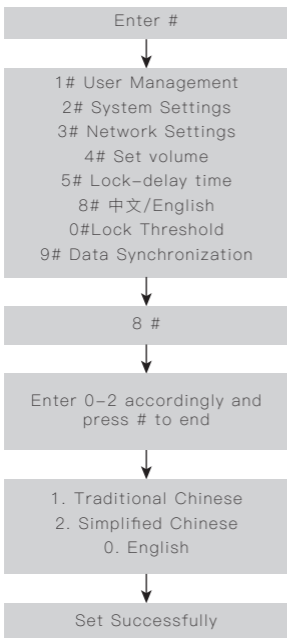 Enter #
1# User Management
2# System Settings
3# Network Settings
4# Set volume
5# Lock-delay time
8# 中文/English
0#Lock Threshold
9# Data Synchronization
8 #
Enter 0-2 accordingly and
press # to end
1. Traditional Chinese
2. Simplified Chinese
0. English
Set Successfully